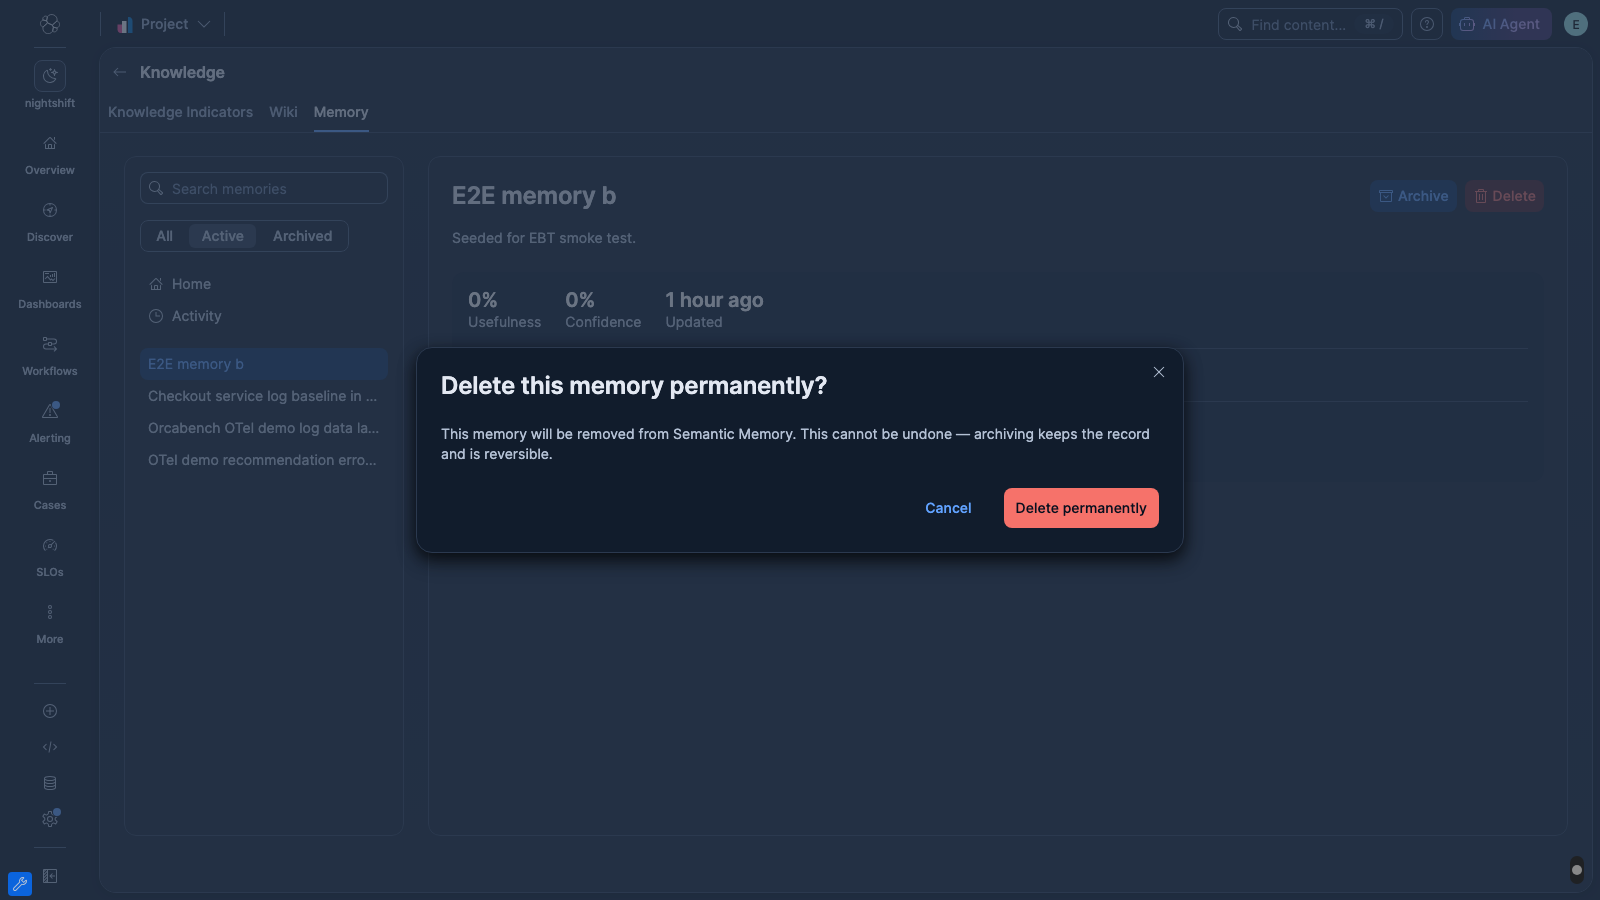 Project
Find content...
⌘ /
AI Agent
E
nightshift
Overview
Discover
Dashboards
Workflows
Alerting
Cases
SLOs
More
Knowledge
Knowledge Indicators
Wiki
Memory
Search memories
All
Active
Archived
Home
Activity
E2E memory b
Checkout service log baseline in ...
Orcabench OTel demo log data la...
OTel demo recommendation erro...
E2E memory b
Archive
Delete
Seeded for EBT smoke test.
0%
Usefulness
0%
Confidence
1 hour ago
Updated
Delete this memory permanently?
This memory will be removed from Semantic Memory. This cannot be undone — archiving keeps the record
and is reversible.
Cancel
Delete permanently